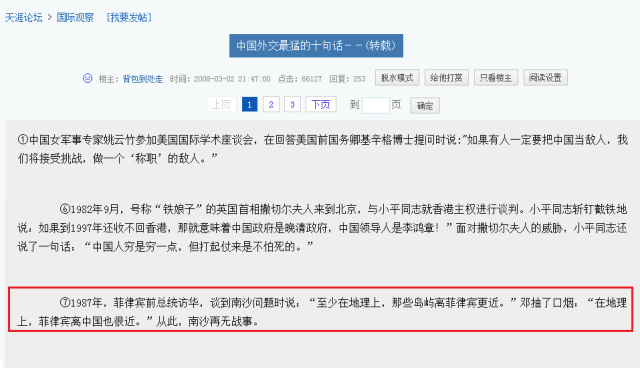 天涯论坛 > 国际观察 [我要发帖]
中国外交最猛的十句话－－(转载)
楼主：背包到处走 时间：2008-03-02 21:47:00 点击：66127 回复：253 脱水模式 给他打赏 只看楼主 阅读设置
上页 1 2 3 下页 到 页 确定
①中国女军事专家姚云竹参加美国国际学术座谈会，在回答美国前国务卿基辛格博士提问时说:"如果有人一定要把中国当敌人，我
们将接受挑战，做一个‘称职’的敌人。”
⑥1982年9月，号称“铁娘子”的英国首相撒切尔夫人来到北京，与小平同志就香港主权进行谈判。小平同志斩钉截铁地
说：如果到1997年还收不回香港，那就意味着中国政府是晚清政府，中国领导人是李鸿章！”面对撒切尔夫人的威胁，小平同志还
说了一句话：“中国人穷是穷一点，但打起仗来是不怕死的。”
⑦1987年，菲律宾前总统访华，谈到南沙问题时说：“至少在地理上，那些岛屿离菲律宾更近。”邓抽了口烟：“在地理
上，菲律宾离中国也很近。”从此，南沙再无战事。